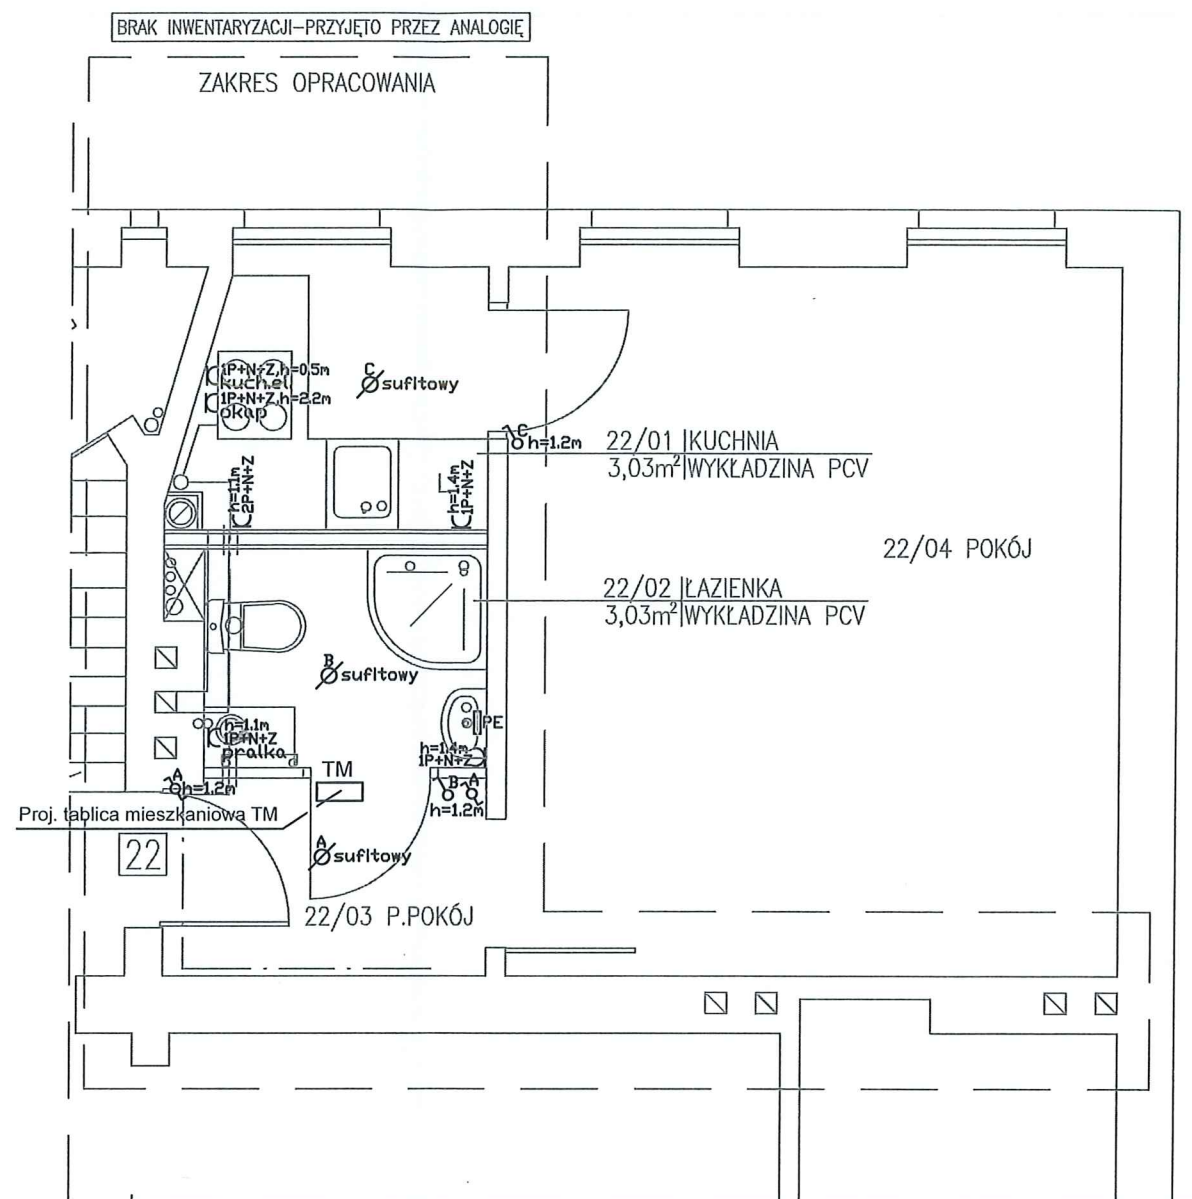 BRAK INWENTARYZACJI-PRZYJĘTO PRZEZ ANALOGIĘ
ZAKRES OPRACOWANIA
1P+N+Z,h=0.5m
kuch.el
1P+N+Z,h=2.2m
okap
C
sufitowy
C
h=1.2m
22/01 KUCHNIA
3,03m² WYKŁADZINA PCV
h=1.1m
2P+N+Z
h=1.4m
1P+N+Z
22/04 POKÓJ
22/02 ŁAZIENKA
3,03m² WYKŁADZINA PCV
B
sufitowy
PE
h=1.1m
1P+N+Z
pralka
h=1.4m
1P+N+Z
TM
A
h=1.2m
B A
h=1.2m
Proj. tablica mieszkaniowa TM
22
A
sufitowy
22/03 P.POKÓJ